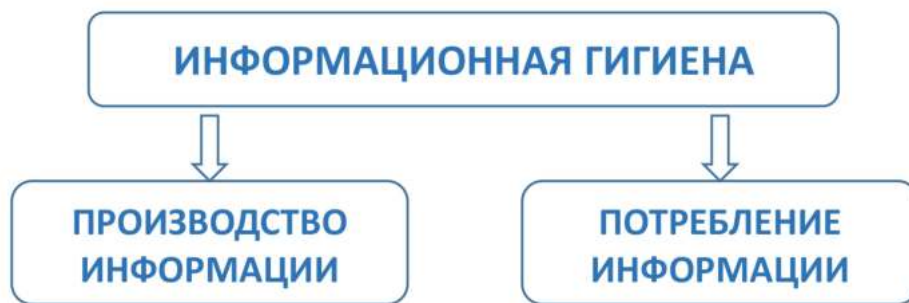 ИНФОРМАЦИОННАЯ ГИГИЕНА
ПРОИЗВОДСТВО
ИНФОРМАЦИИ
ПОТРЕБЛЕНИЕ
ИНФОРМАЦИИ